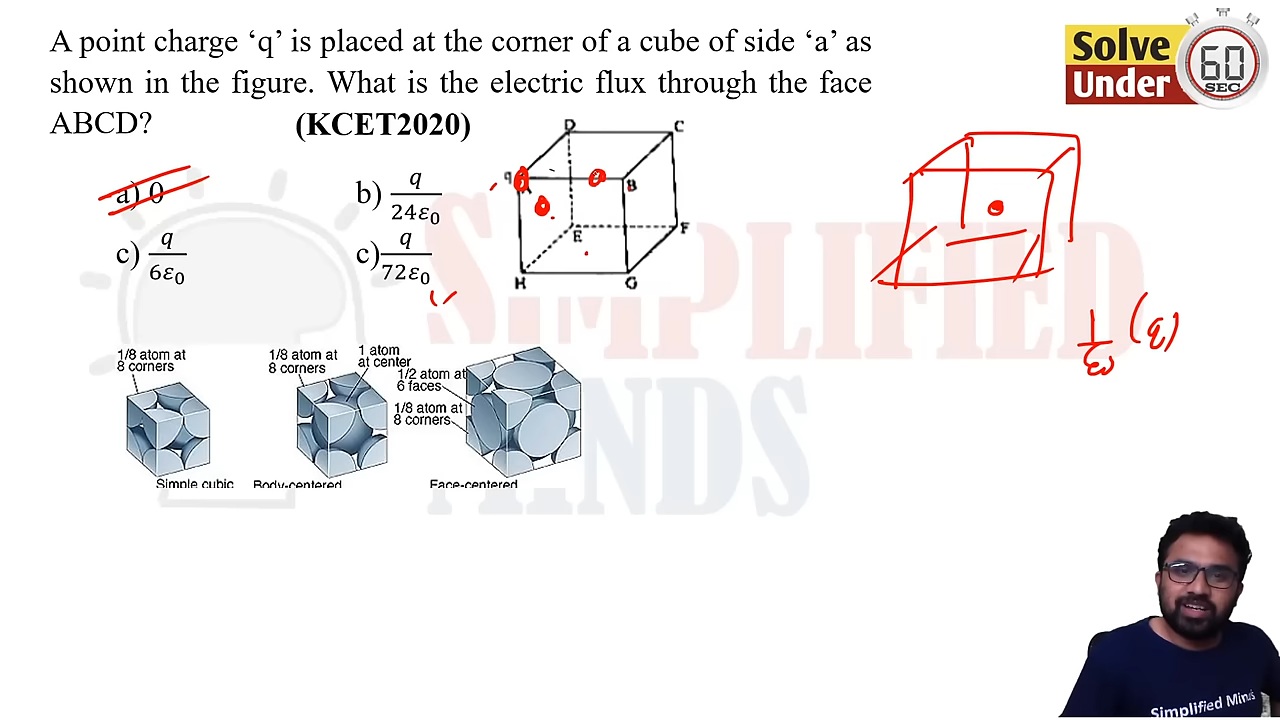 A point charge ‘q’ is placed at the corner of a cube of side ‘a’ as
shown in the figure. What is the electric flux through the face
ABCD? (KCET2020)
Solve
Under
60
SEC
a) 0
b) q/24ε₀
c) q/6ε₀
c) q/72ε₀
D
C
q
B
E
F
H
G
1/ε₀ (q)
1/8 atom at
8 corners
1/8 atom at
8 corners
1 atom
at center
1/2 atom at
6 faces
1/8 atom at
8 corners
Simple cubic
Body-centered
Face-centered
SIMPLIFIED
MINDS
Simplified Minds